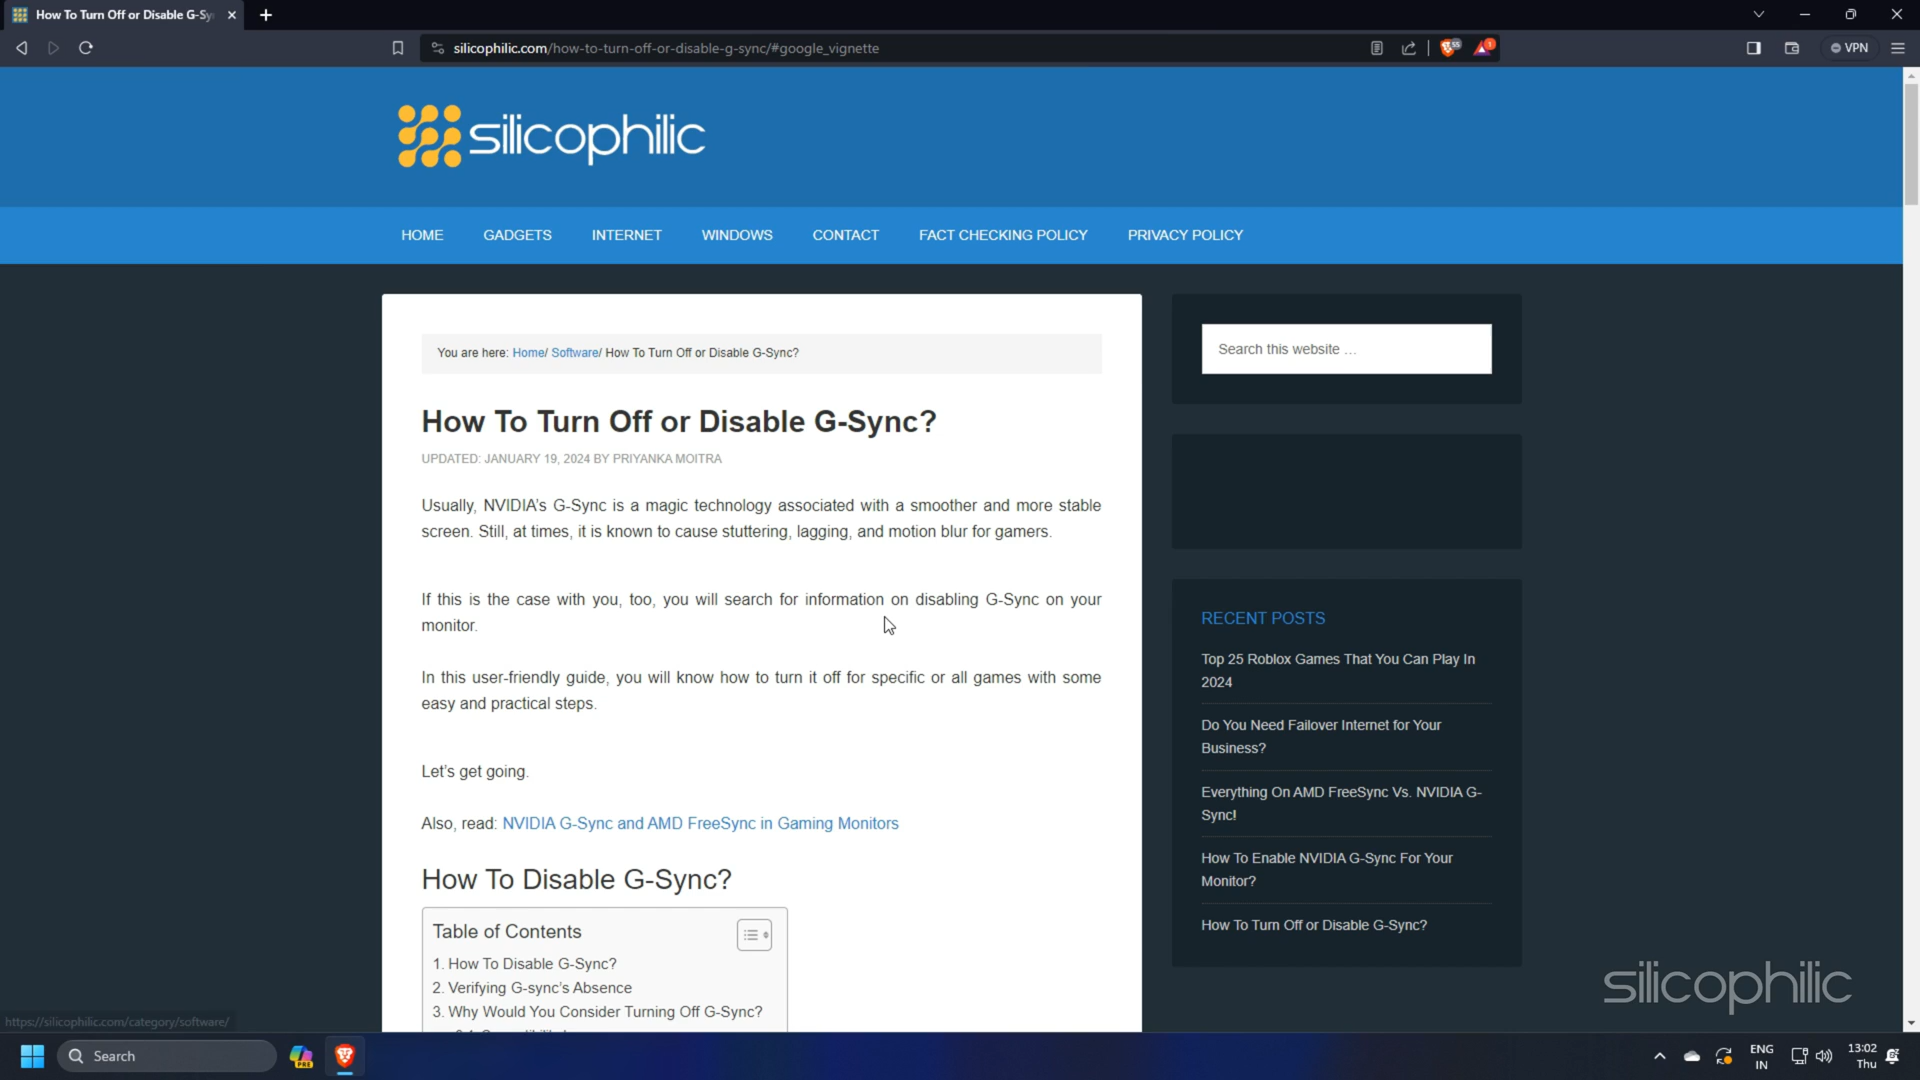 How To Turn Off or Disable G-Sy
silicophilic.com/how-to-turn-off-or-disable-g-sync/#google_vignette
55
1
VPN
silicophilic
HOME
GADGETS
INTERNET
WINDOWS
CONTACT
FACT CHECKING POLICY
PRIVACY POLICY
You are here: Home/ Software/ How To Turn Off or Disable G-Sync?
How To Turn Off or Disable G-Sync?
UPDATED: JANUARY 19, 2024 BY PRIYANKA MOITRA
Usually, NVIDIA's G-Sync is a magic technology associated with a smoother and more stable
screen. Still, at times, it is known to cause stuttering, lagging, and motion blur for gamers.
If this is the case with you, too, you will search for information on disabling G-Sync on your
monitor.
In this user-friendly guide, you will know how to turn it off for specific or all games with some
easy and practical steps.
Let's get going.
Also, read: NVIDIA G-Sync and AMD FreeSync in Gaming Monitors
How To Disable G-Sync?
Table of Contents
1. How To Disable G-Sync?
2. Verifying G-sync's Absence
3. Why Would You Consider Turning Off G-Sync?
Search this website …
RECENT POSTS
Top 25 Roblox Games That You Can Play In
2024
Do You Need Failover Internet for Your
Business?
Everything On AMD FreeSync Vs. NVIDIA G-
Sync!
How To Enable NVIDIA G-Sync For Your
Monitor?
How To Turn Off or Disable G-Sync?
silicophilic
https://silicophilic.com/category/software/
Search
PRE
ENG
IN
13:02
Thu